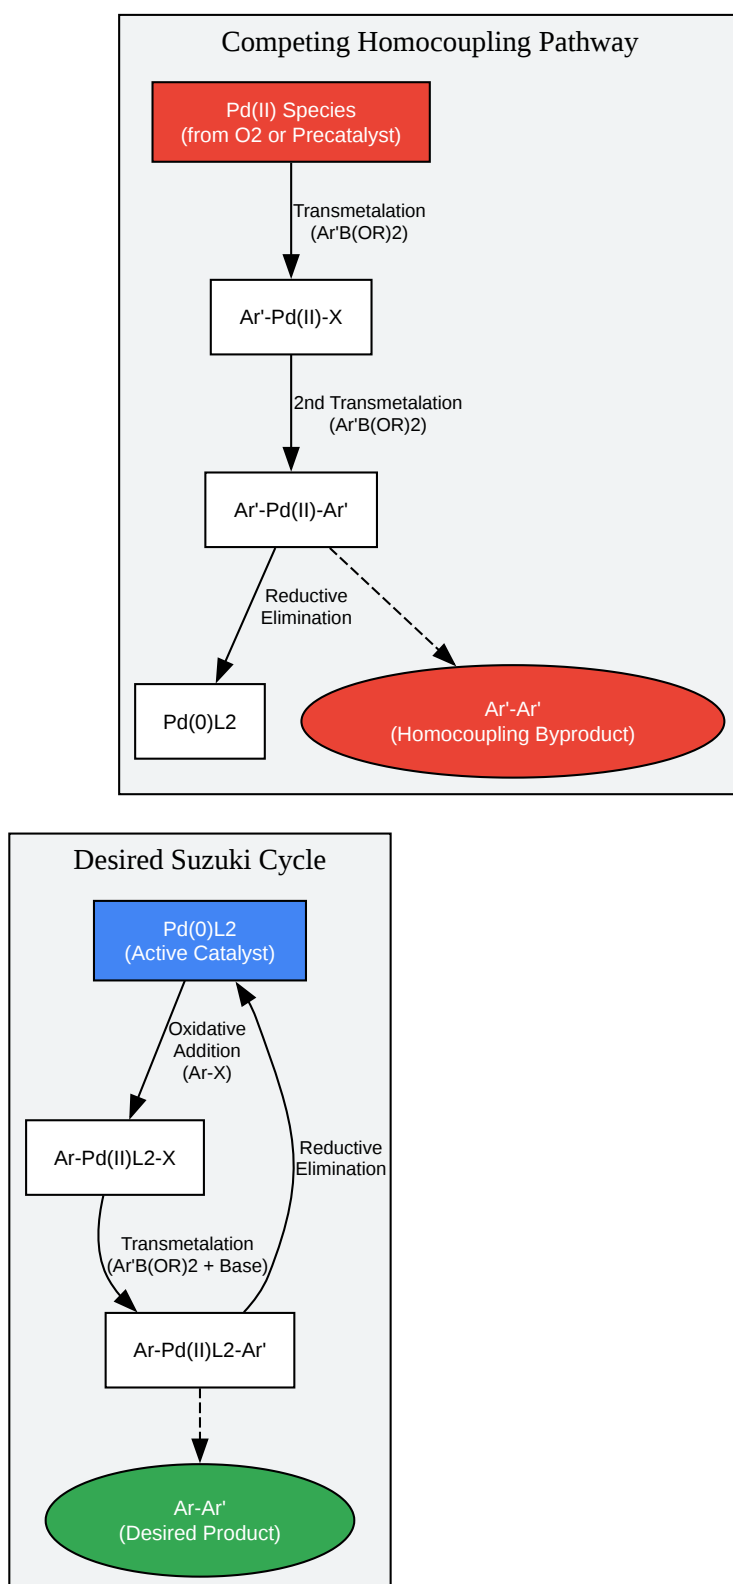 Competing Homocoupling Pathway
Pd(II) Species
(from O2 or Precatalyst)
Transmetalation
(Ar'B(OR)2)
Ar'-Pd(II)-X
2nd Transmetalation
(Ar'B(OR)2)
Ar'-Pd(II)-Ar'
Reductive
Elimination
Pd(0)L2
Ar'-Ar'
(Homocoupling Byproduct)
Desired Suzuki Cycle
Pd(0)L2
(Active Catalyst)
Oxidative
Addition
(Ar-X)
Ar-Pd(II)L2-X
Reductive
Elimination
Transmetalation
(Ar'B(OR)2 + Base)
Ar-Pd(II)L2-Ar'
Ar-Ar'
(Desired Product)